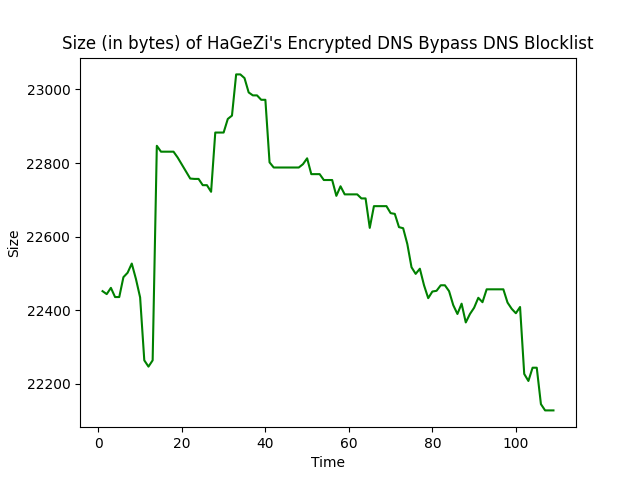 Size (in bytes) of HaGeZi's Encrypted DNS Bypass DNS Blocklist
23000
22800
22600
22400
22200
Size
0 20 40 60 80 100
Time